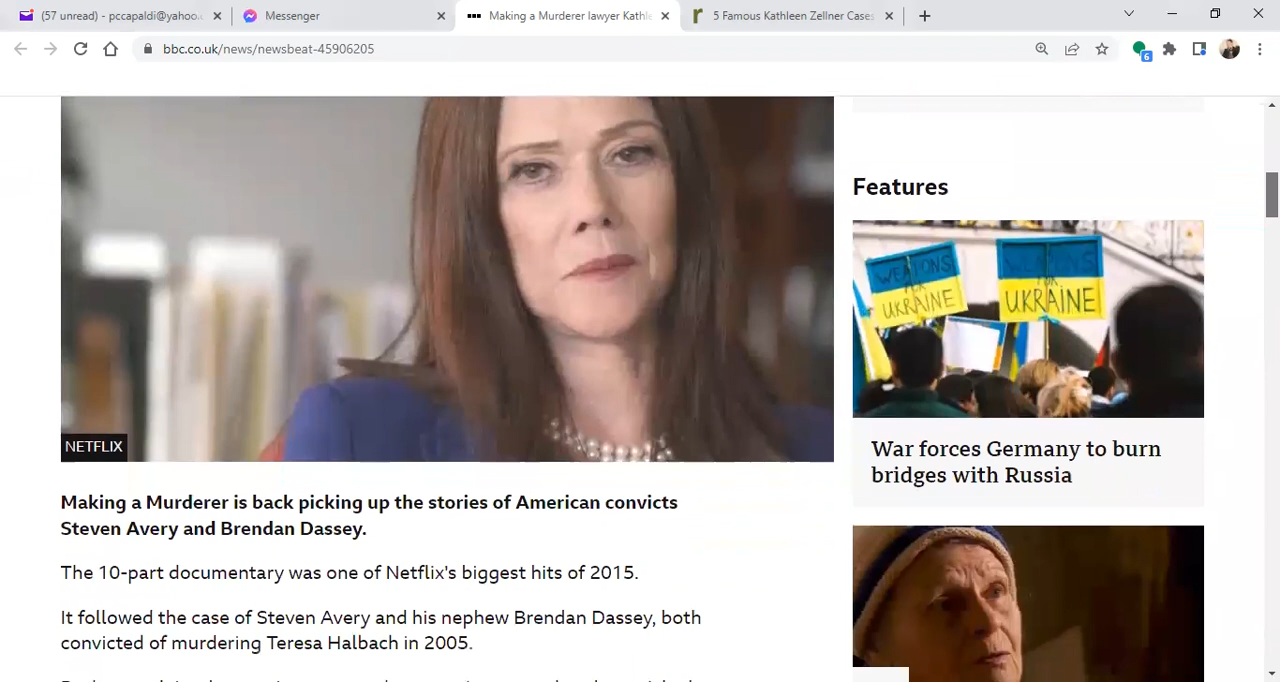 (57 unread) - pccapaldi@yahoo.
Messenger
Making a Murderer lawyer Kathle
5 Famous Kathleen Zellner Cases
bbc.co.uk/news/newsbeat-45906205
6
NETFLIX
Making a Murderer is back picking up the stories of American convicts
Steven Avery and Brendan Dassey.
The 10-part documentary was one of Netflix's biggest hits of 2015.
It followed the case of Steven Avery and his nephew Brendan Dassey, both
convicted of murdering Teresa Halbach in 2005.
Features
WEAPONS
FOR
UKRAINE
WEAPONS
FOR
UKRAINE
War forces Germany to burn
bridges with Russia